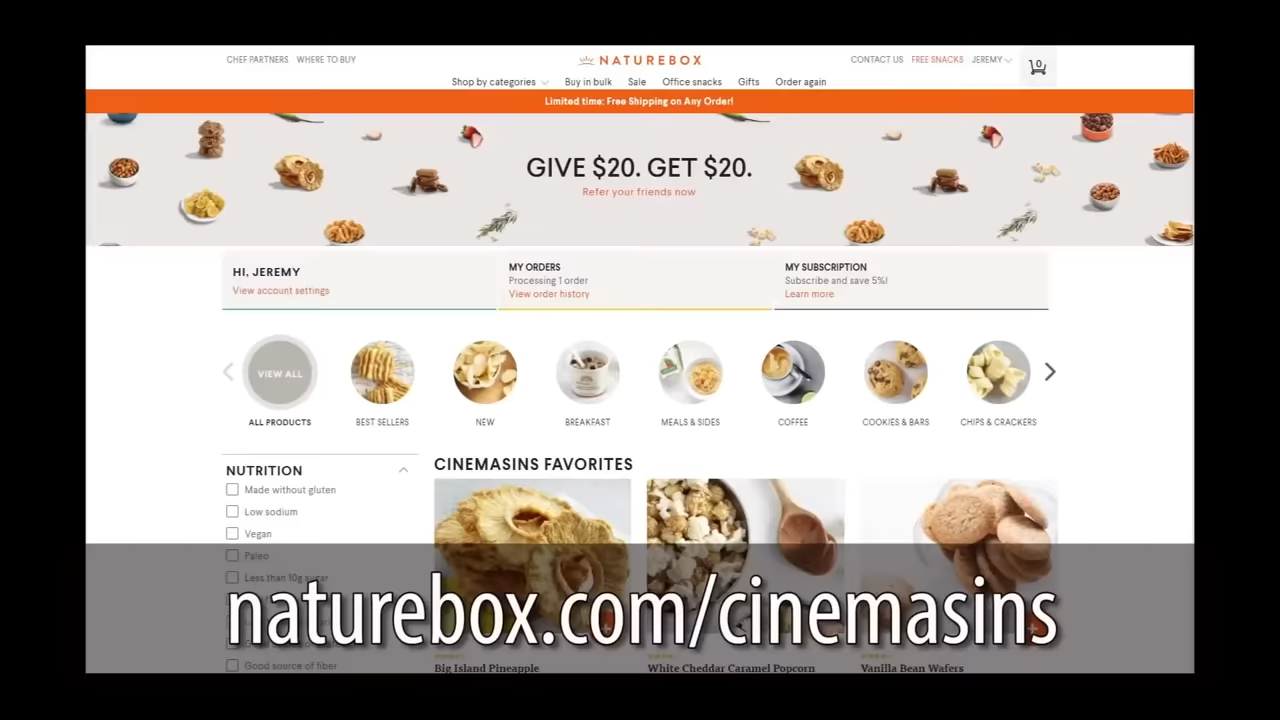 CHEF PARTNERS WHERE TO BUY
NATUREBOX
CONTACT US FREE SNACKS JEREMY
0
Shop by categories Buy in bulk Sale Office snacks Gifts Order again
Limited time: Free Shipping on Any Order!
GIVE $20. GET $20.
Refer your friends now
HI, JEREMY
View account settings
MY ORDERS
Processing 1 order
View order history
MY SUBSCRIPTION
Subscribe and save 5%!
Learn more
VIEW ALL
ALL PRODUCTS BEST SELLERS NEW BREAKFAST MEALS & SIDES COFFEE COOKIES & BARS CHIPS & CRACKERS
NUTRITION
Made without gluten
Low sodium
Vegan
Paleo
Less than 10g sugar
Good source of fiber
CINEMASINS FAVORITES
Big Island Pineapple White Cheddar Caramel Popcorn Vanilla Bean Wafers
naturebox.com/cinemasins